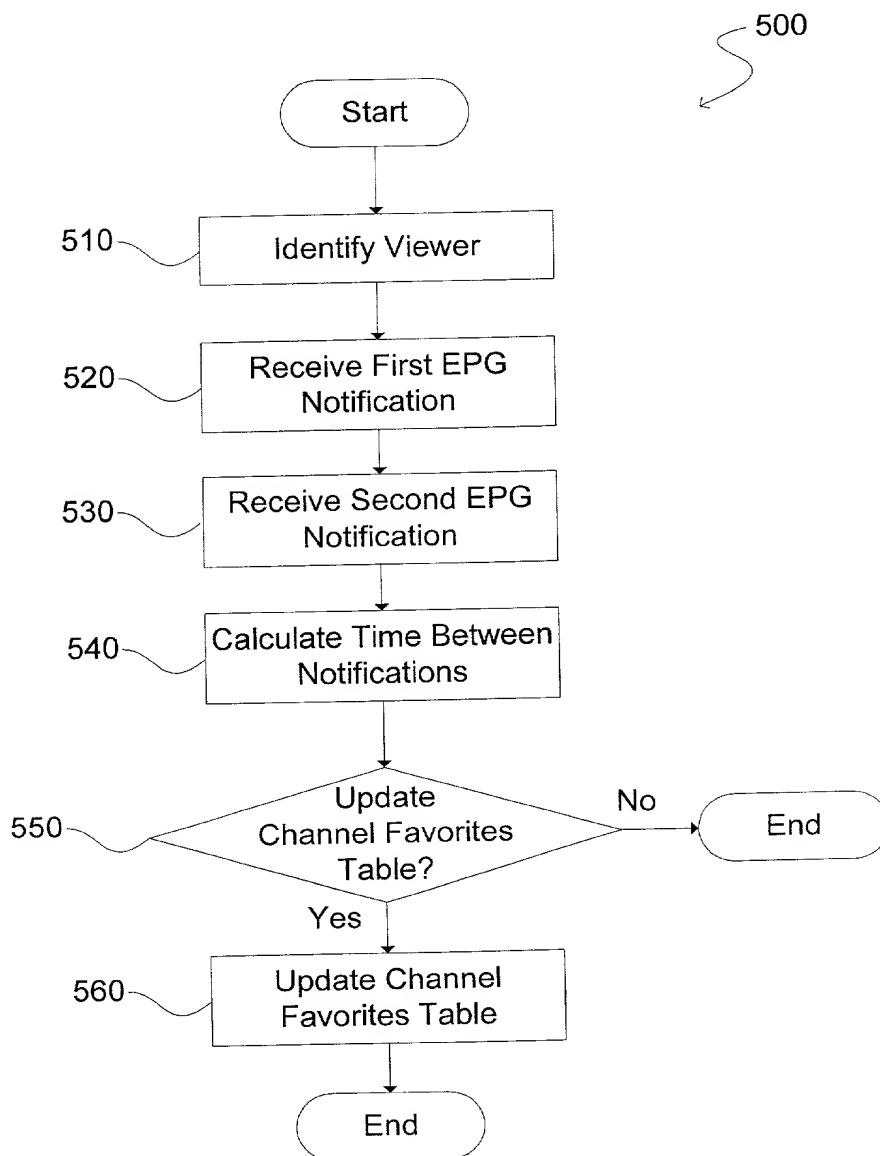 500
Start
510
Identify Viewer
520
Receive First EPG
Notification
530
Receive Second EPG
Notification
540
Calculate Time Between
Notifications
550
Update
Channel Favorites
Table?
No
End
Yes
560
Update Channel
Favorites Table
End